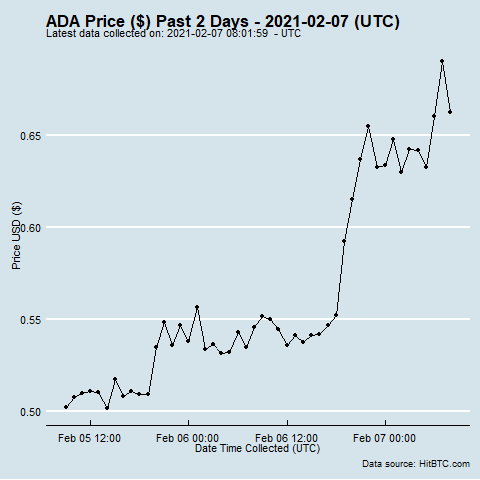 ADA Price ($) Past 2 Days - 2021-02-07 (UTC)
Latest data collected on: 2021-02-07 08:01:59 - UTC
0.65
0.60
0.55
0.50
Price USD ($)
Feb 05 12:00 Feb 06 00:00 Feb 06 12:00 Feb 07 00:00
Date Time Collected (UTC)
Data source: HitBTC.com